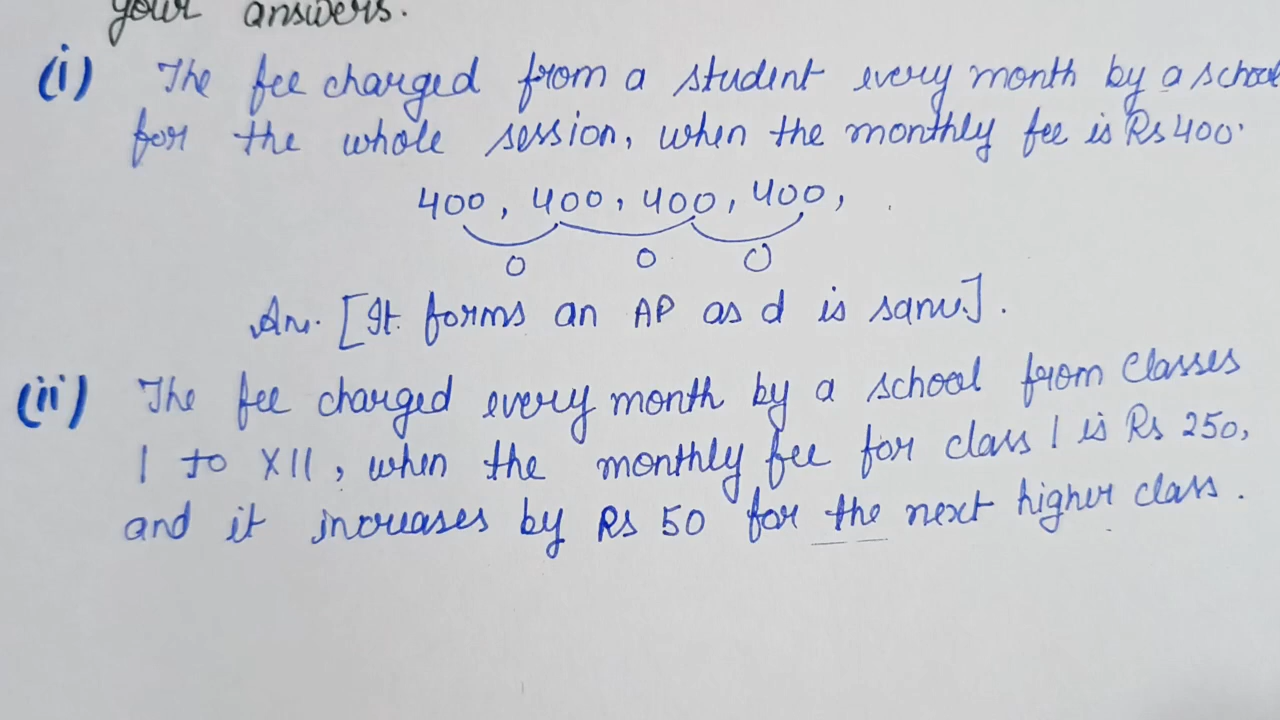 your answers.
(i) The fee charged from a student every month by a school
for the whole session, when the monthly fee is Rs 400.
400, 400, 400, 400,
0 0 0
Ans. [It forms an AP as d is same].
(ii) The fee charged every month by a school from Classes
I to XII, when the monthly fee for class I is Rs 250,
and it increases by Rs 50 for the next higher class.